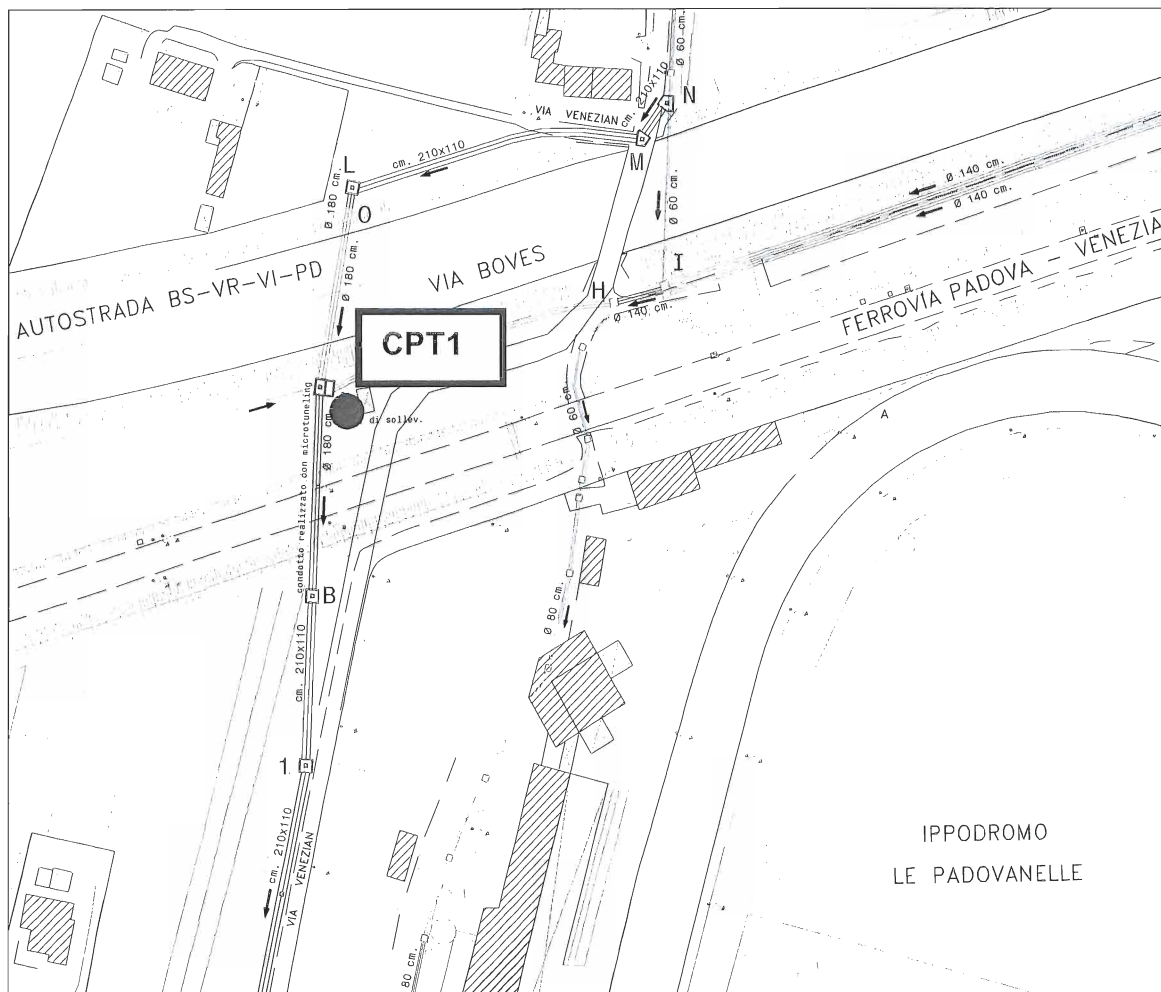 Ø 60 cm.
cm. 210x110
N
VIA VENEZIAN
M
cm. 210x110
L
Ø 180 cm.
O
Ø 60 cm.
Ø 140 cm.
Ø 140 cm.
I
VIA BOVES
AUTOSTRADA BS-VR-VI-PD
Ø 180 cm.
H
Ø 140 cm.
FERROVIA PADOVA - VENEZIA
CPT1
di sollev.
Ø 60 cm.
A
Ø 180 cm
condotto realizzato con microtuneling
B
Ø 80 cm.
cm. 210x110
1
cm. 210x110
VIA VENEZIAN
IPPODROMO
LE PADOVANELLE
80 cm.